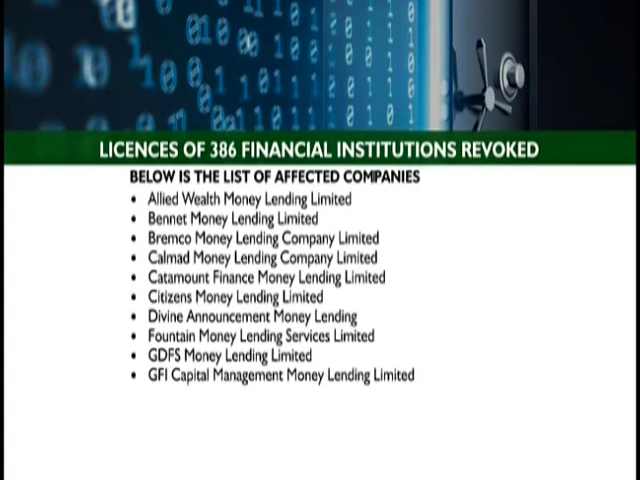 LICENCES OF 386 FINANCIAL INSTITUTIONS REVOKED
BELOW IS THE LIST OF AFFECTED COMPANIES
• Allied Wealth Money Lending Limited
• Bennet Money Lending Limited
• Bremco Money Lending Company Limited
• Calmad Money Lending Company Limited
• Catamount Finance Money Lending Limited
• Citizens Money Lending Limited
• Divine Announcement Money Lending
• Fountain Money Lending Services Limited
• GDFS Money Lending Limited
• GFI Capital Management Money Lending Limited